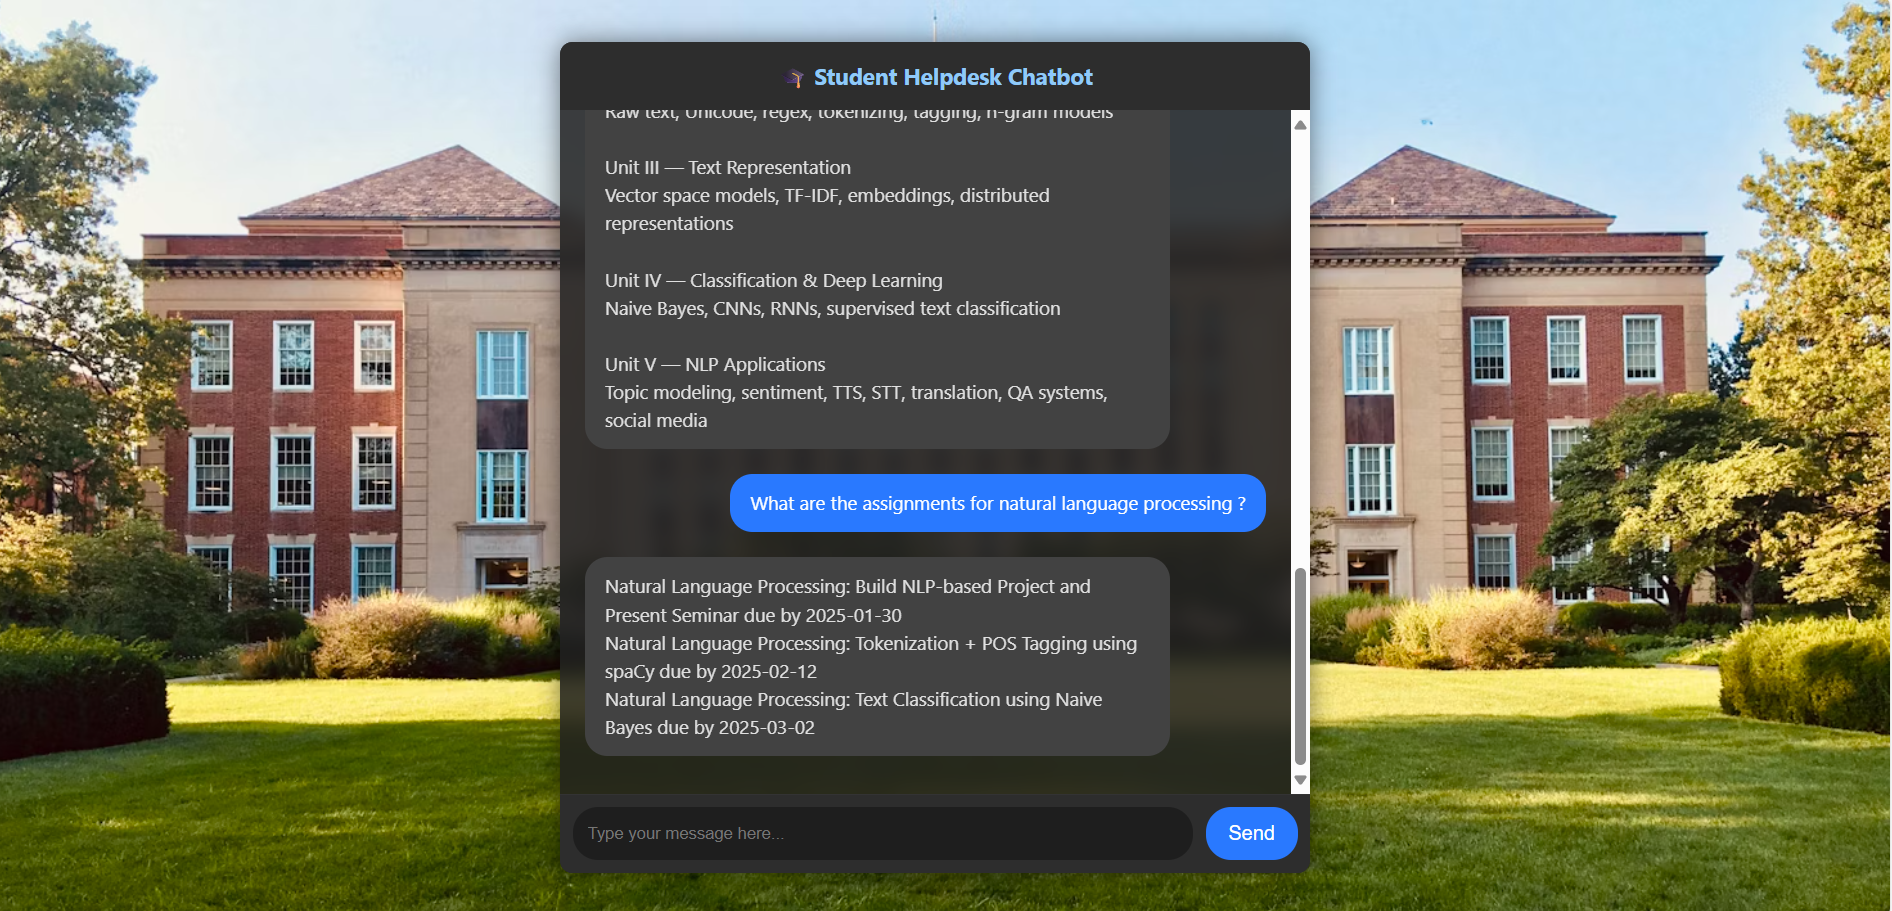 Student Helpdesk Chatbot
Raw text, Unicode, regex, tokenizing, tagging, n-gram models
Unit III — Text Representation
Vector space models, TF-IDF, embeddings, distributed
representations
Unit IV — Classification & Deep Learning
Naive Bayes, CNNs, RNNs, supervised text classification
Unit V — NLP Applications
Topic modeling, sentiment, TTS, STT, translation, QA systems,
social media
What are the assignments for natural language processing ?
Natural Language Processing: Build NLP-based Project and
Present Seminar due by 2025-01-30
Natural Language Processing: Tokenization + POS Tagging using
spaCy due by 2025-02-12
Natural Language Processing: Text Classification using Naive
Bayes due by 2025-03-02
Type your message here...
Send